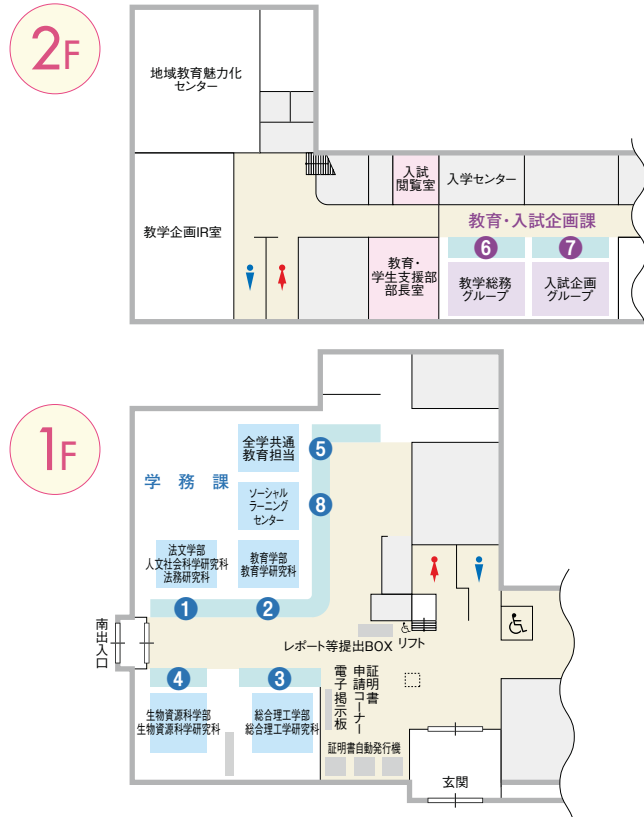 2F
地域教育魅力化
センター
入試
閲覧室
入学センター
教学企画IR室
教育・入試企画課
6
7
教育・
学生支援部
部長室
教学総務
グループ
入試企画
グループ
1F
学務課
全学共通
教育担当
5
ソーシャル
ラーニング
センター
8
法文学部
人文社会科学研究科
法務研究科
教育学部
教育学研究科
1
2
南出入口
レポート等提出BOX
リフト
4
3
生物資源科学部
生物資源科学研究科
総合理工学部
総合理工学研究科
証明書
申請コーナー
電子掲示板
証明書自動発行機
玄関